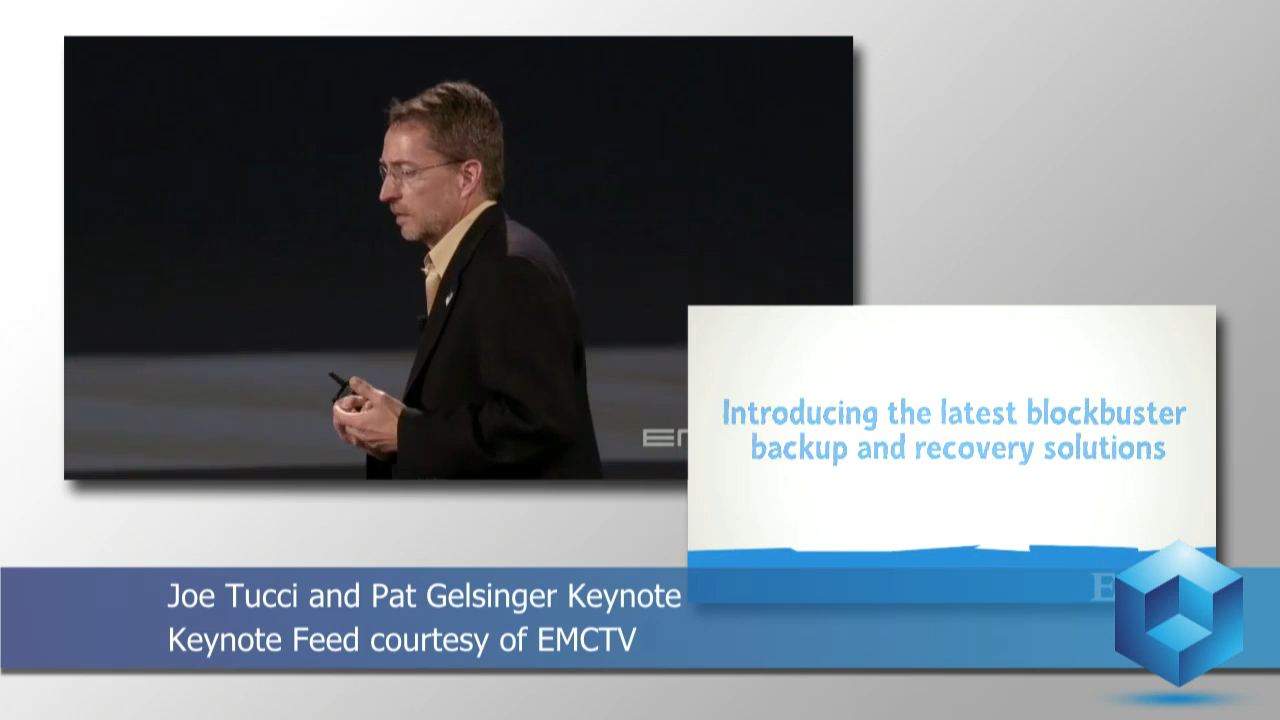 Introducing the latest blockbuster
backup and recovery solutions
Joe Tucci and Pat Gelsinger Keynote
Keynote Feed courtesy of EMCTV